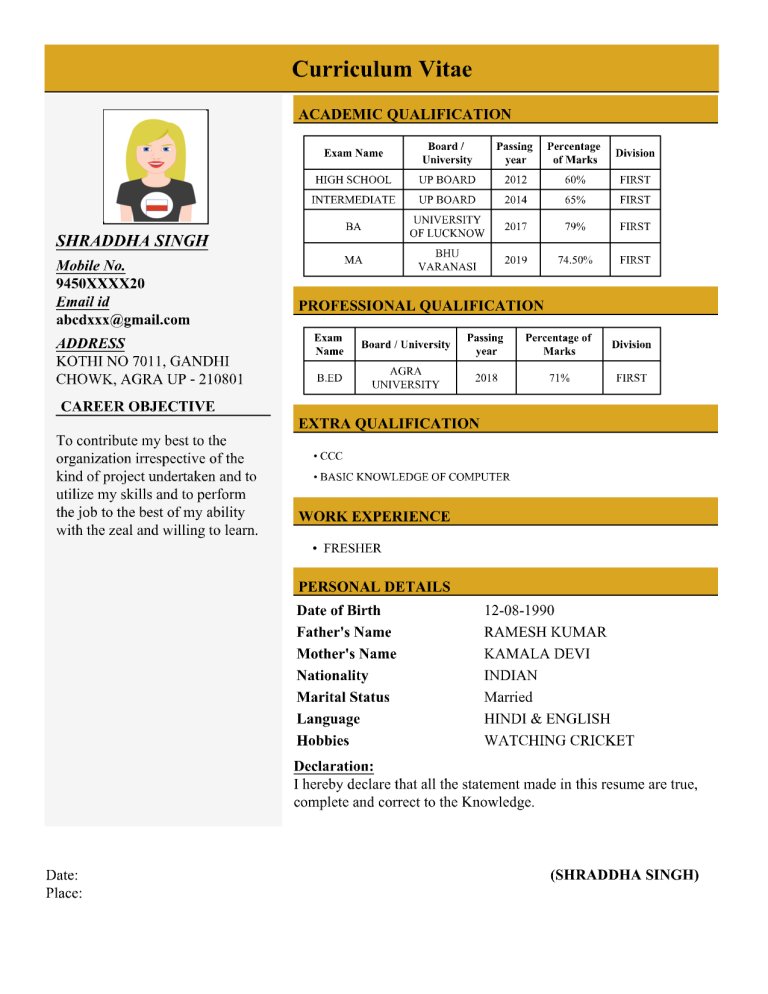 Curriculum Vitae
SHRADDHA SINGH
Mobile No.
9450XXXX20
Email id
abcdxxx@gmail.com
ADDRESS
KOTHI NO 7011, GANDHI
CHOWK, AGRA UP - 210801
CAREER OBJECTIVE
To contribute my best to the
organization irrespective of the
kind of project undertaken and to
utilize my skills and to perform
the job to the best of my ability
with the zeal and willing to learn.
ACADEMIC QUALIFICATION
Exam Name Board / University Passing year Percentage of Marks Division
HIGH SCHOOL UP BOARD 2012 60% FIRST
INTERMEDIATE UP BOARD 2014 65% FIRST
BA UNIVERSITY OF LUCKNOW 2017 79% FIRST
MA BHU VARANASI 2019 74.50% FIRST
PROFESSIONAL QUALIFICATION
Exam Name Board / University Passing year Percentage of Marks Division
B.ED AGRA UNIVERSITY 2018 71% FIRST
EXTRA QUALIFICATION
• CCC
• BASIC KNOWLEDGE OF COMPUTER
WORK EXPERIENCE
• FRESHER
PERSONAL DETAILS
Date of Birth 12-08-1990
Father's Name RAMESH KUMAR
Mother's Name KAMALA DEVI
Nationality INDIAN
Marital Status Married
Language HINDI & ENGLISH
Hobbies WATCHING CRICKET
Declaration:
I hereby declare that all the statement made in this resume are true,
complete and correct to the Knowledge.
Date: (SHRADDHA SINGH)
Place: